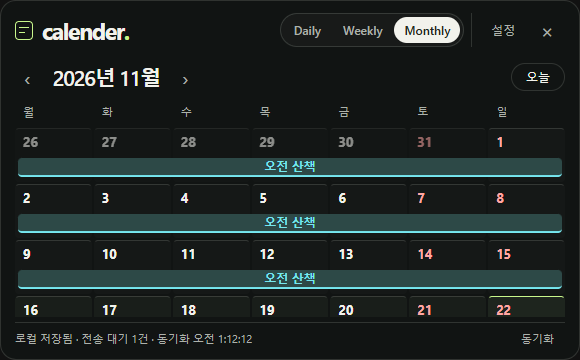 calender.
Daily Weekly Monthly 설정 ×
‹ 2026년 11월 › 오늘
월 화 수 목 금 토 일
26 27 28 29 30 31 1
오전 산책
2 3 4 5 6 7 8
오전 산책
9 10 11 12 13 14 15
오전 산책
16 17 18 19 20 21 22
로컬 저장됨 · 전송 대기 1건 · 동기화 오전 1:12:12 동기화